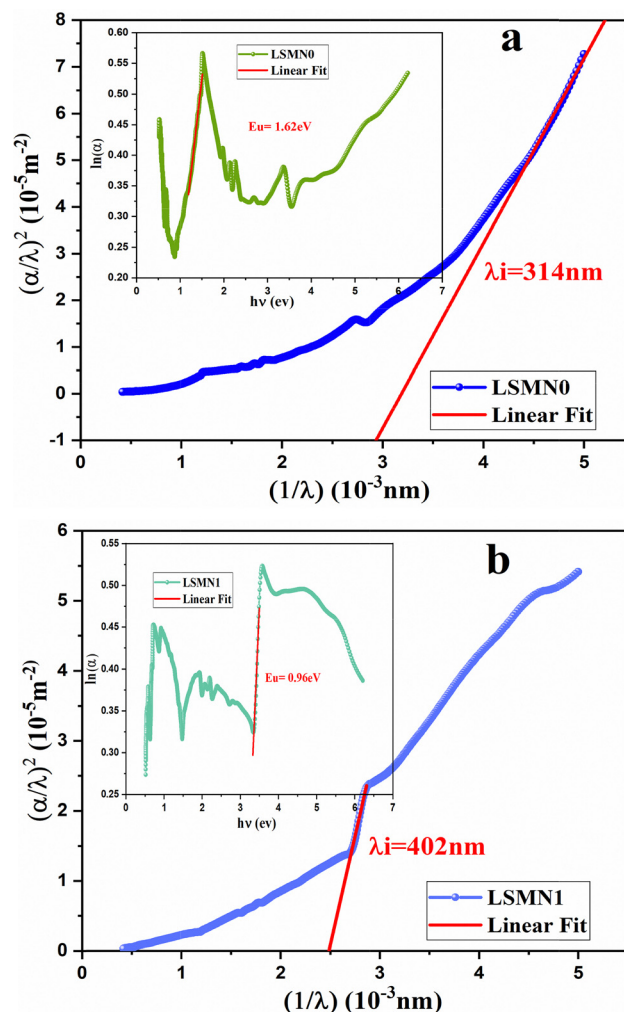 a
LSMN0
Linear Fit
Eu= 1.62eV
ln(α)
0.55
0.50
0.45
0.40
0.35
0.30
0.25
0.20
0 1 2 3 4 5 6 7
hν (ev)
(α/λ)² (10⁻⁵m⁻²)
8
7
6
5
4
3
2
1
0
-1
λi=314nm
LSMN0
Linear Fit
0 1 2 3 4 5
(1/λ) (10⁻³nm)
b
LSMN1
Linear Fit
Eu= 0.96eV
ln(α)
0.55
0.50
0.45
0.40
0.35
0.30
0.25
0 1 2 3 4 5 6 7
hν (ev)
(α/λ)² (10⁻⁵m⁻²)
6
5
4
3
2
1
0
λi=402nm
LSMN1
Linear Fit
0 1 2 3 4 5
(1/λ) (10⁻³nm)